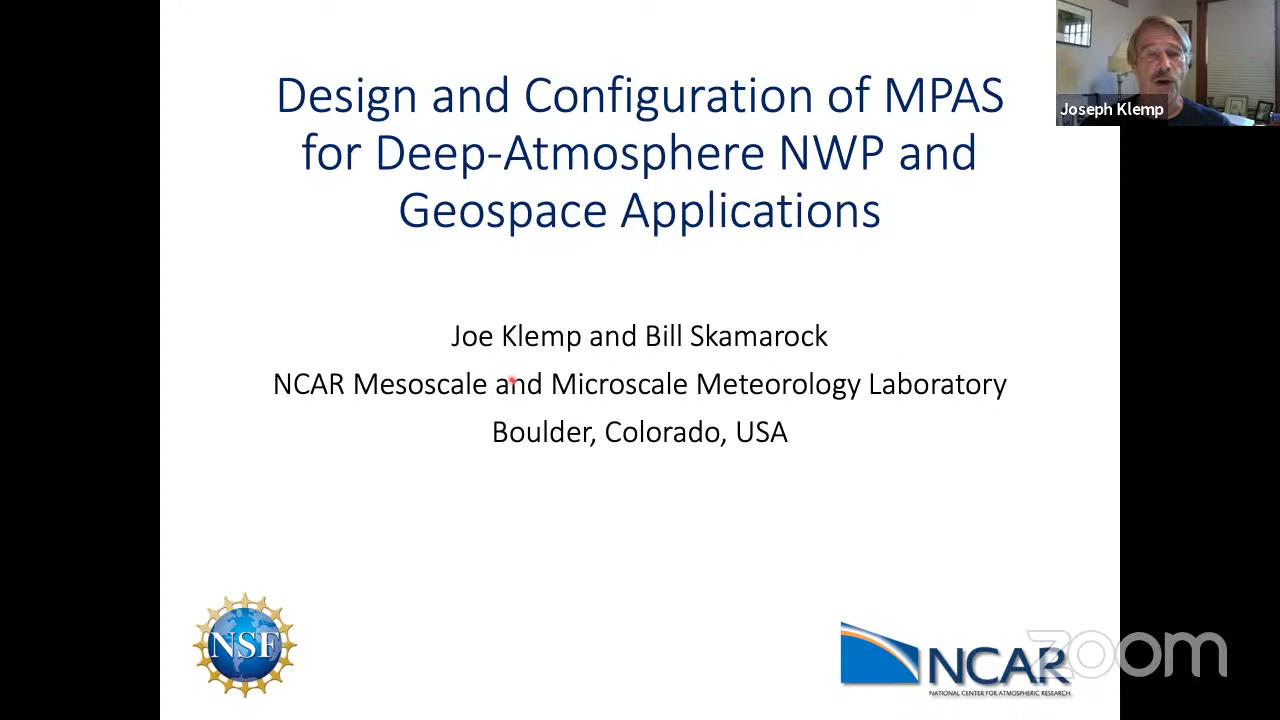 Design and Configuration of MPAS
for Deep-Atmosphere NWP and
Geospace Applications
Joseph Klemp
Joe Klemp and Bill Skamarock
NCAR Mesoscale and Microscale Meteorology Laboratory
Boulder, Colorado, USA
NSF
NCAR
NATIONAL CENTER FOR ATMOSPHERIC RESEARCH
zoom